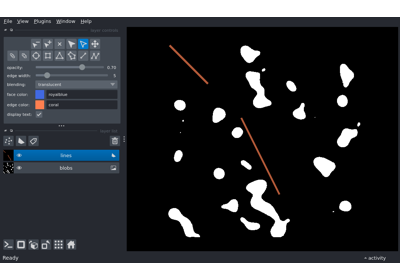 File View Plugins Window Help
opacity: 0.70
edge width: 5
blending: translucent
face color: royalblue
edge color: coral
display text: ✓
lines
blobs
Ready
activity